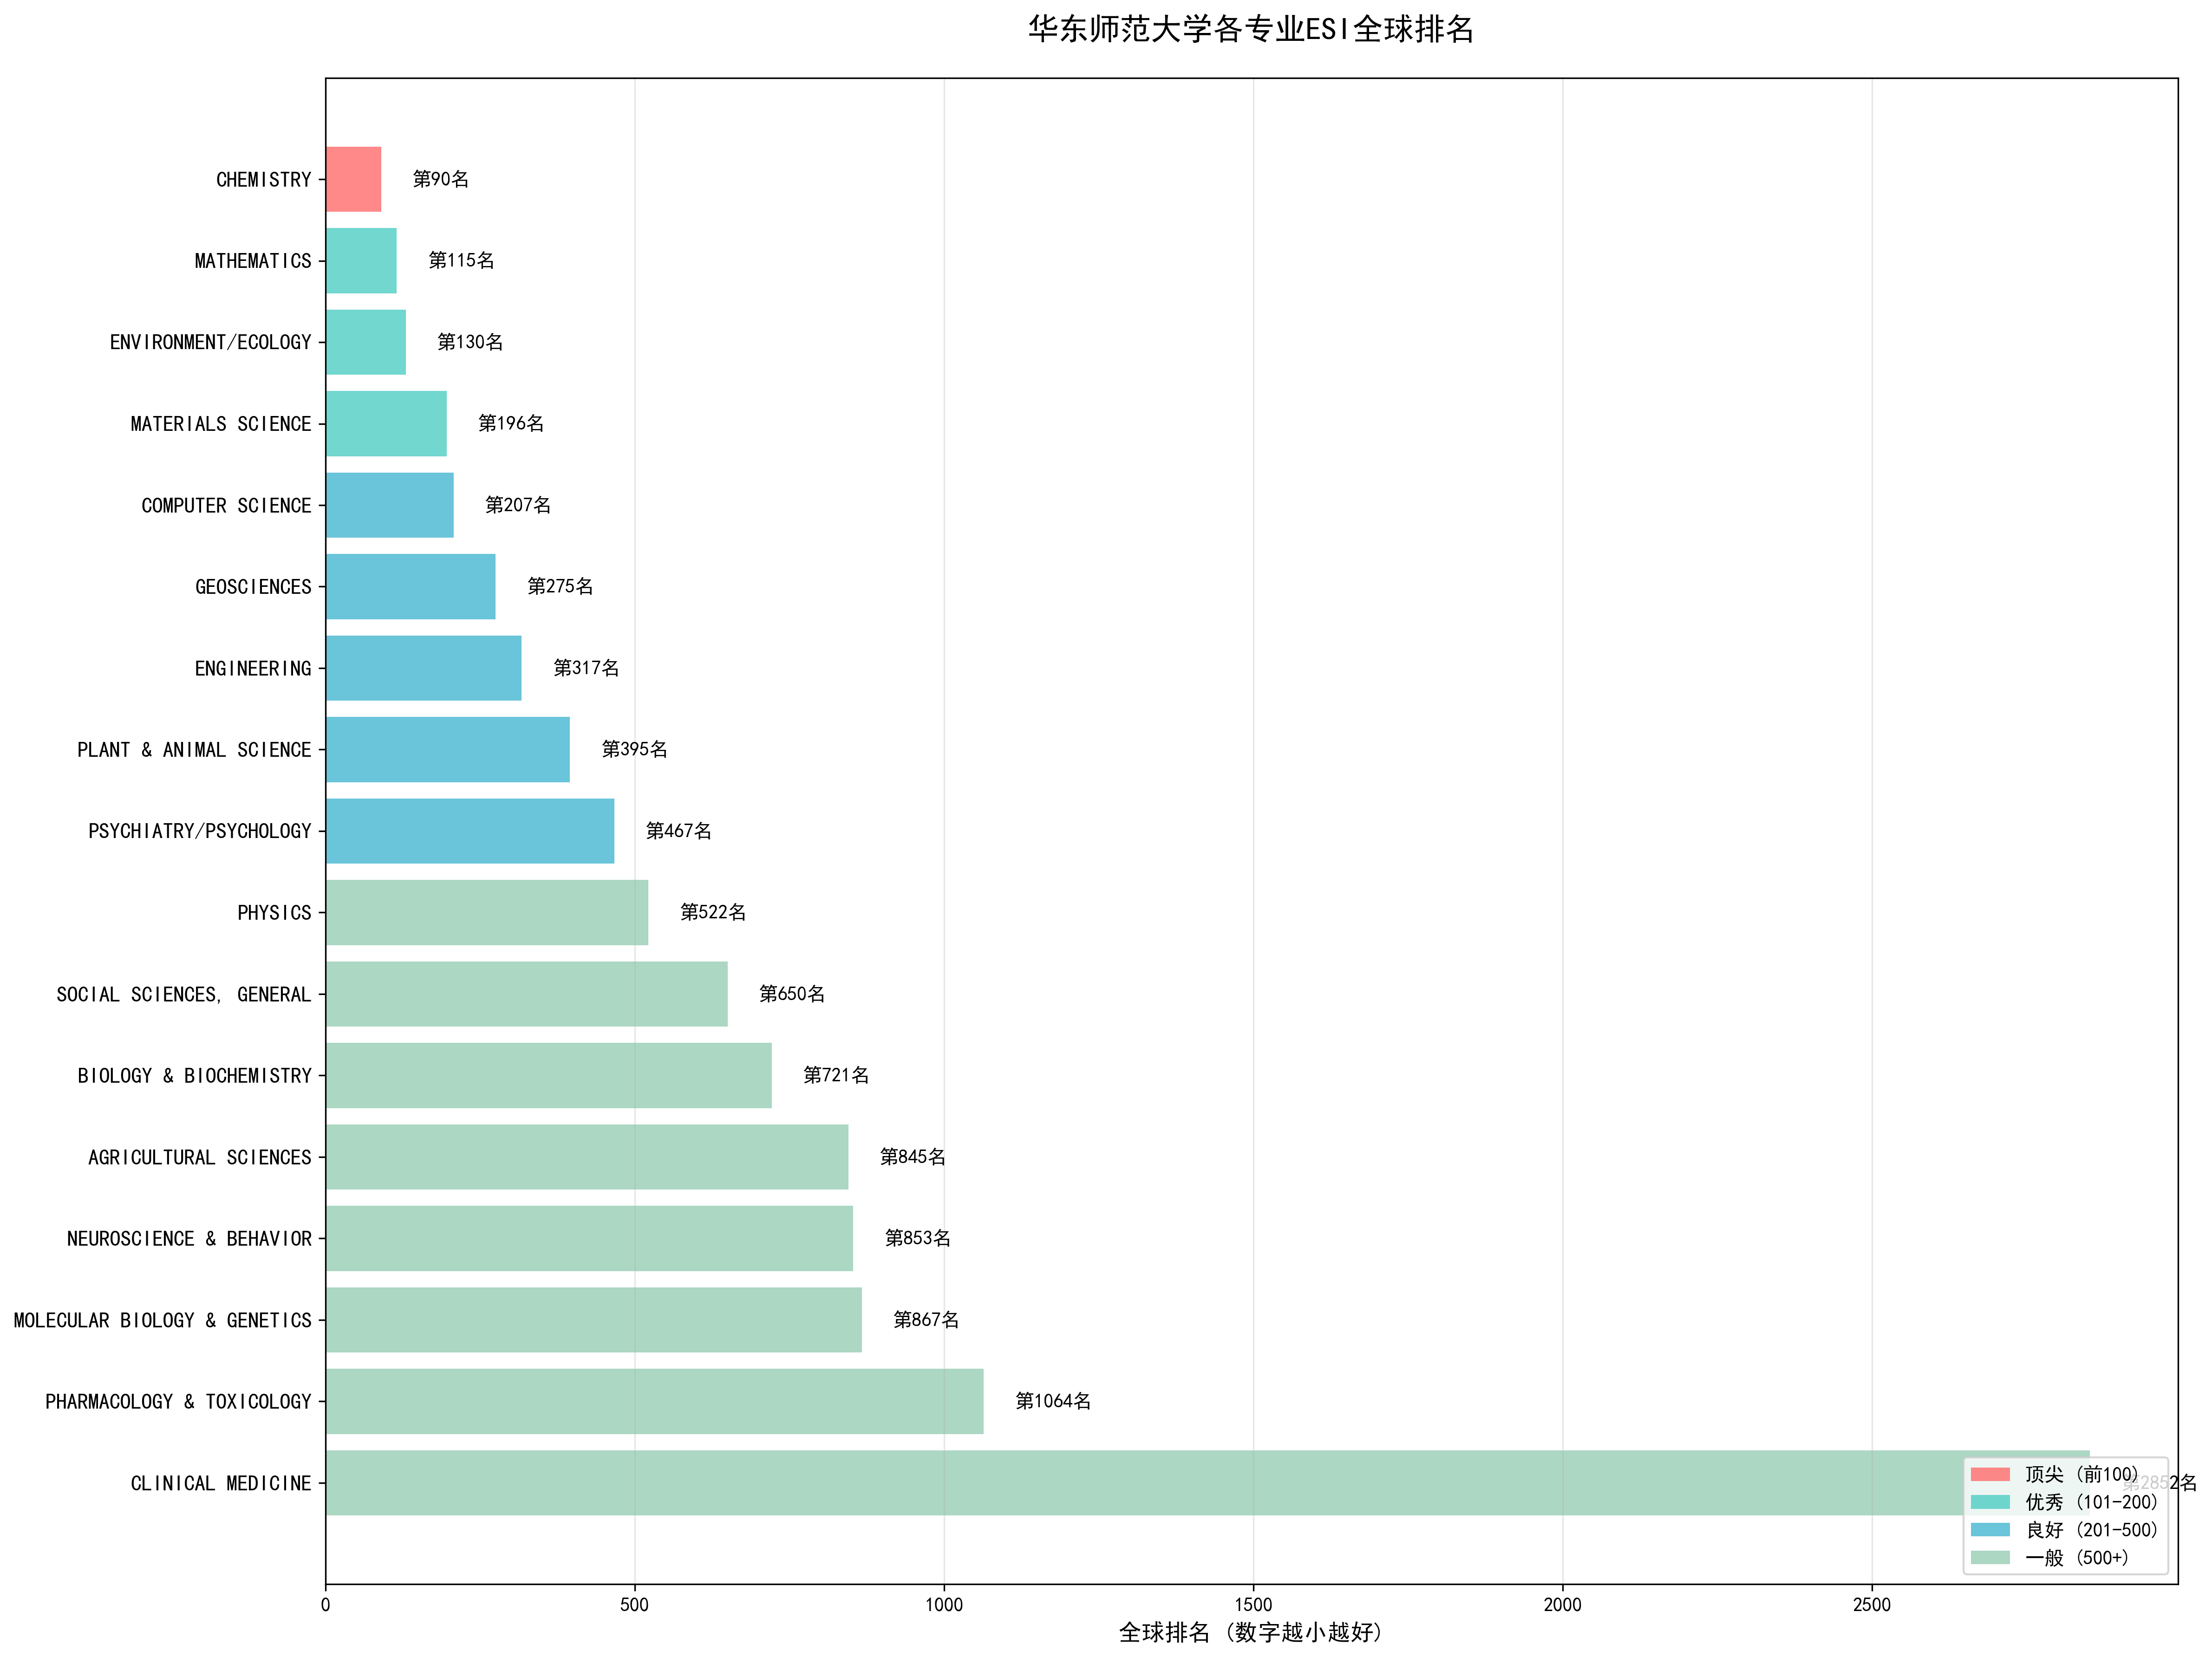 华东师范大学各专业ESI全球排名
CHEMISTRY 第90名
MATHEMATICS 第115名
ENVIRONMENT/ECOLOGY 第130名
MATERIALS SCIENCE 第196名
COMPUTER SCIENCE 第207名
GEOSCIENCES 第275名
ENGINEERING 第317名
PLANT & ANIMAL SCIENCE 第395名
PSYCHIATRY/PSYCHOLOGY 第467名
PHYSICS 第522名
SOCIAL SCIENCES, GENERAL 第650名
BIOLOGY & BIOCHEMISTRY 第721名
AGRICULTURAL SCIENCES 第845名
NEUROSCIENCE & BEHAVIOR 第853名
MOLECULAR BIOLOGY & GENETICS 第867名
PHARMACOLOGY & TOXICOLOGY 第1064名
CLINICAL MEDICINE 第2852名
顶尖 (前100)
优秀 (101-200)
良好 (201-500)
一般 (500+)
0 500 1000 1500 2000 2500
全球排名 (数字越小越好)